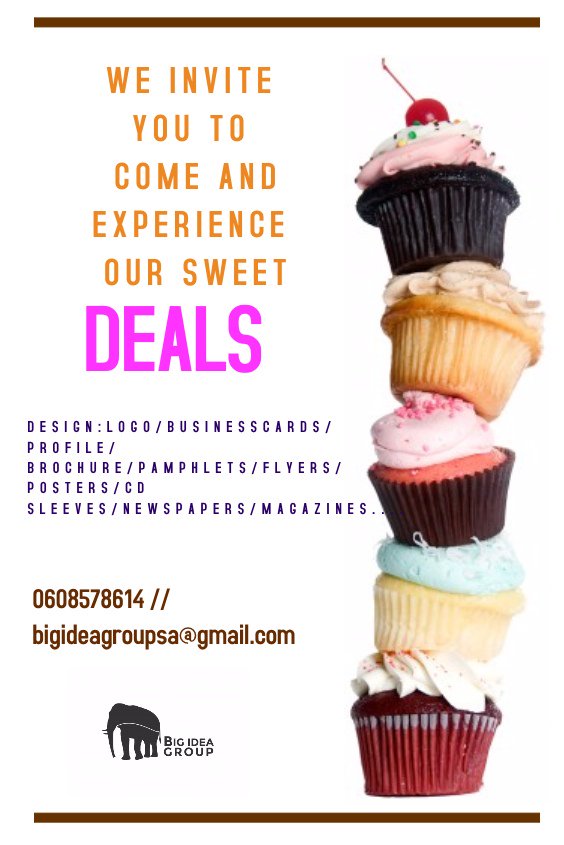 WE INVITE
YOU TO
COME AND
EXPERIENCE
OUR SWEET
DEALS
DESIGN:LOGO/BUSINESSCARDS/
PROFILE/
BROCHURE/PAMPHLETS/FLYERS/
POSTERS/CD
SLEEVES/NEWSPAPERS/MAGAZINES..
0608578614 //
bigideagroupsa@gmail.com
BIG IDEA
GROUP